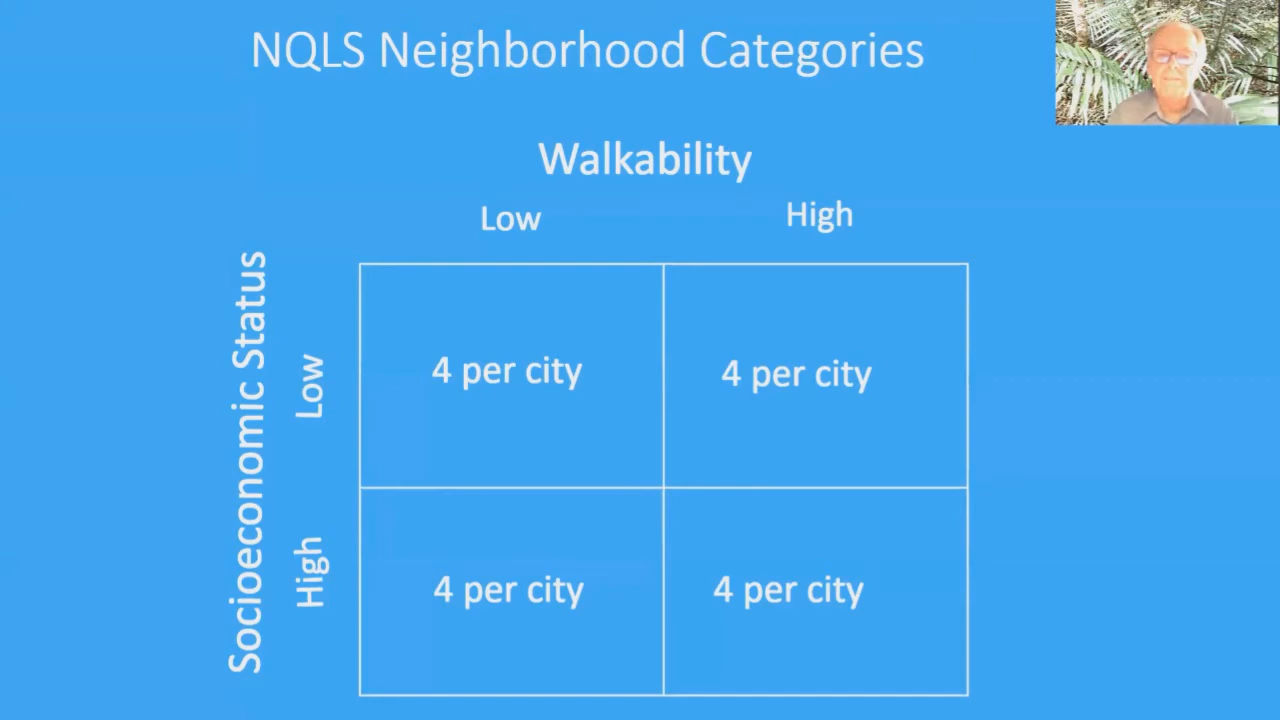 NQLS Neighborhood Categories
Walkability
Low
High
Socioeconomic Status
Low
4 per city
4 per city
High
4 per city
4 per city